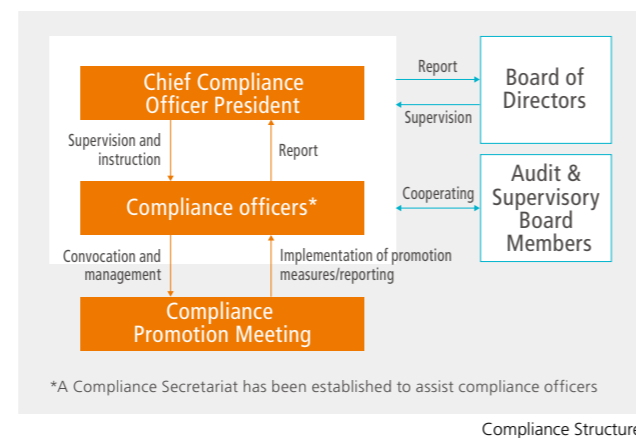 Chief Compliance
Officer President
Report
Supervision
Board of
Directors
Supervision and
instruction
Report
Compliance officers*
Cooperating
Audit &
Supervisory
Board
Members
Convocation and
management
Implementation of promotion
measures/reporting
Compliance
Promotion Meeting
*A Compliance Secretariat has been established to assist compliance officers
Compliance Structure